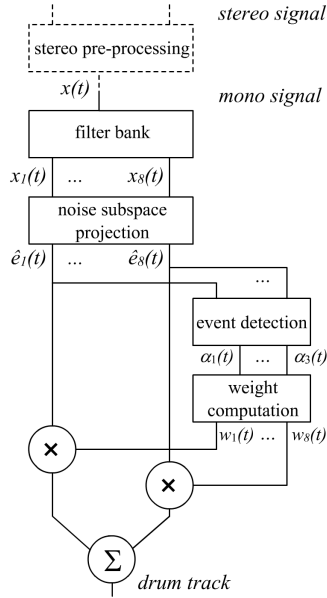 stereo signal
stereo pre-processing
x(t)
mono signal
filter bank
x1(t) ... x8(t)
noise subspace
projection
ê1(t) ... ê8(t)
...
event detection
α1(t) ... α3(t)
weight
computation
w1(t) ... w8(t)
×
×
Σ
drum track